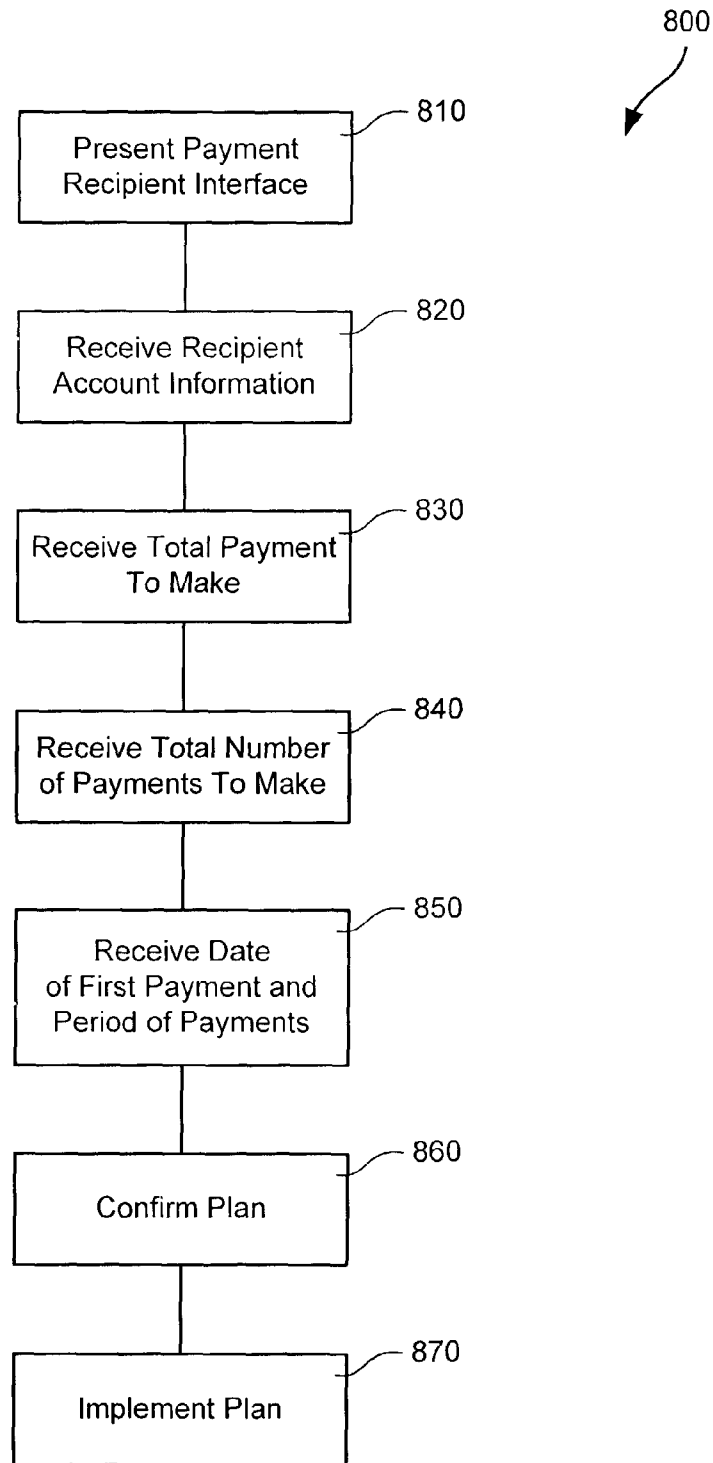 800
810
Present Payment
Recipient Interface
820
Receive Recipient
Account Information
830
Receive Total Payment
To Make
840
Receive Total Number
of Payments To Make
850
Receive Date
of First Payment and
Period of Payments
860
Confirm Plan
870
Implement Plan